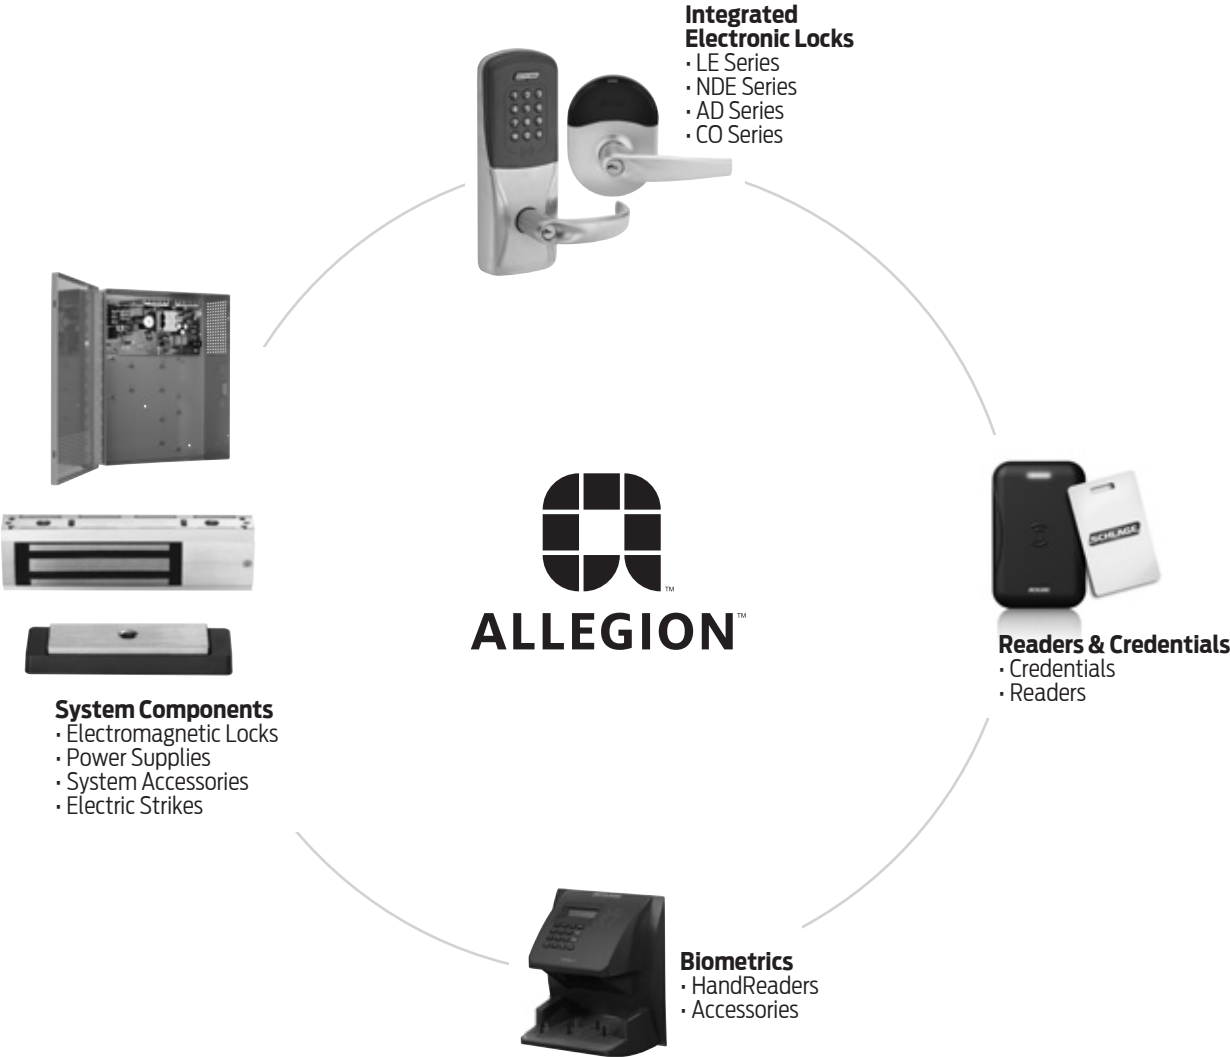 Integrated
Electronic Locks
· LE Series
· NDE Series
· AD Series
· CO Series
SCHLAGE
ALLEGION™
Readers & Credentials
· Credentials
· Readers
System Components
· Electromagnetic Locks
· Power Supplies
· System Accessories
· Electric Strikes
Biometrics
· HandReaders
· Accessories